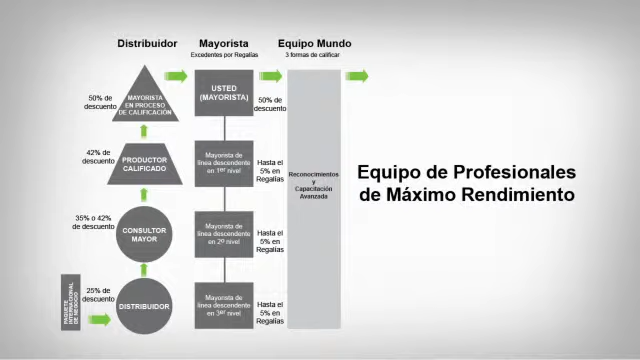 Distribuidor
Mayorista
Excedentes por Regalías
Equipo Mundo
3 formas de calificar
50% de
descuento
MAYORISTA
EN PROCESO
DE CALIFICACIÓN
42% de
descuento
PRODUCTOR
CALIFICADO
35% o 42%
de descuento
CONSULTOR
MAYOR
PAQUETE
INTERNACIONAL
DE NEGOCIO
25% de
descuento
DISTRIBUIDOR
USTED
(MAYORISTA)
50% de
descuento
Mayorista de
línea descendente
en 1er nivel
Hasta el
5% en
Regalías
Mayorista de
línea descendente
en 2º nivel
Hasta el
5% en
Regalías
Mayorista de
línea descendente
en 3er nivel
Hasta el
5% en
Regalías
Reconocimientos
y
Capacitación
Avanzada
Equipo de Profesionales
de Máximo Rendimiento